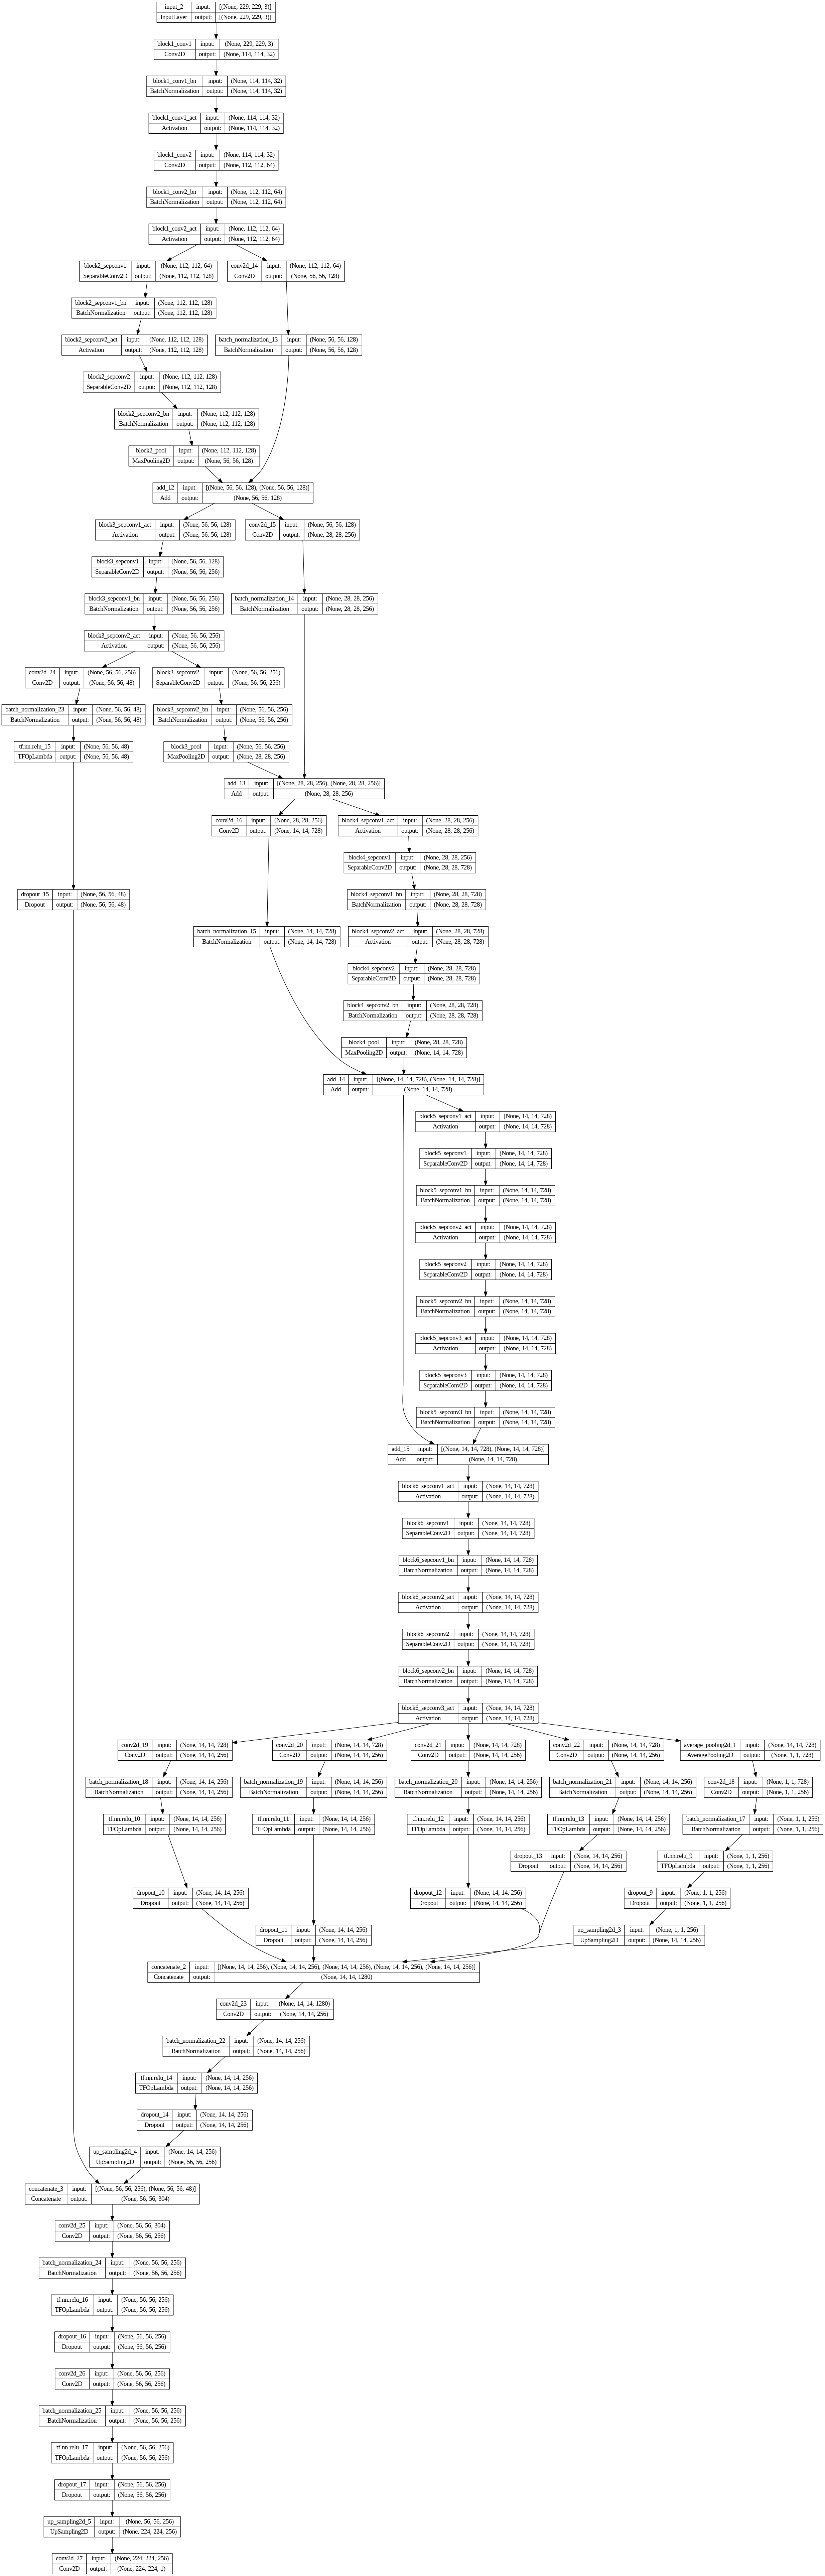 input_2 input: [(None, 229, 229, 3)]
InputLayer output: [(None, 229, 229, 3)]
block1_conv1 input: (None, 229, 229, 3)
Conv2D output: (None, 114, 114, 32)
block1_conv1_bn input: (None, 114, 114, 32)
BatchNormalization output: (None, 114, 114, 32)
block1_conv1_act input: (None, 114, 114, 32)
Activation output: (None, 114, 114, 32)
block1_conv2 input: (None, 114, 114, 32)
Conv2D output: (None, 112, 112, 64)
block1_conv2_bn input: (None, 112, 112, 64)
BatchNormalization output: (None, 112, 112, 64)
block1_conv2_act input: (None, 112, 112, 64)
Activation output: (None, 112, 112, 64)
block2_sepconv1 input: (None, 112, 112, 64)
SeparableConv2D output: (None, 112, 112, 128)
conv2d_14 input: (None, 112, 112, 64)
Conv2D output: (None, 56, 56, 128)
block2_sepconv1_bn input: (None, 112, 112, 128)
BatchNormalization output: (None, 112, 112, 128)
block2_sepconv2_act input: (None, 112, 112, 128)
Activation output: (None, 112, 112, 128)
batch_normalization_13 input: (None, 56, 56, 128)
BatchNormalization output: (None, 56, 56, 128)
block2_sepconv2 input: (None, 112, 112, 128)
SeparableConv2D output: (None, 112, 112, 128)
block2_sepconv2_bn input: (None, 112, 112, 128)
BatchNormalization output: (None, 112, 112, 128)
block2_pool input: (None, 112, 112, 128)
MaxPooling2D output: (None, 56, 56, 128)
add_12 input: [(None, 56, 56, 128), (None, 56, 56, 128)]
Add output: (None, 56, 56, 128)
block3_sepconv1_act input: (None, 56, 56, 128)
Activation output: (None, 56, 56, 128)
conv2d_15 input: (None, 56, 56, 128)
Conv2D output: (None, 28, 28, 256)
block3_sepconv1 input: (None, 56, 56, 128)
SeparableConv2D output: (None, 56, 56, 256)
block3_sepconv1_bn input: (None, 56, 56, 256)
BatchNormalization output: (None, 56, 56, 256)
batch_normalization_14 input: (None, 28, 28, 256)
BatchNormalization output: (None, 28, 28, 256)
block3_sepconv2_act input: (None, 56, 56, 256)
Activation output: (None, 56, 56, 256)
conv2d_24 input: (None, 56, 56, 256)
Conv2D output: (None, 56, 56, 48)
block3_sepconv2 input: (None, 56, 56, 256)
SeparableConv2D output: (None, 56, 56, 256)
batch_normalization_23 input: (None, 56, 56, 48)
BatchNormalization output: (None, 56, 56, 48)
block3_sepconv2_bn input: (None, 56, 56, 256)
BatchNormalization output: (None, 56, 56, 256)
tf.nn.relu_15 input: (None, 56, 56, 48)
TFOpLambda output: (None, 56, 56, 48)
block3_pool input: (None, 56, 56, 256)
MaxPooling2D output: (None, 28, 28, 256)
add_13 input: [(None, 28, 28, 256), (None, 28, 28, 256)]
Add output: (None, 28, 28, 256)
conv2d_16 input: (None, 28, 28, 256)
Conv2D output: (None, 14, 14, 728)
block4_sepconv1_act input: (None, 28, 28, 256)
Activation output: (None, 28, 28, 256)
block4_sepconv1 input: (None, 28, 28, 256)
SeparableConv2D output: (None, 28, 28, 728)
dropout_15 input: (None, 56, 56, 48)
Dropout output: (None, 56, 56, 48)
block4_sepconv1_bn input: (None, 28, 28, 728)
BatchNormalization output: (None, 28, 28, 728)
batch_normalization_15 input: (None, 14, 14, 728)
BatchNormalization output: (None, 14, 14, 728)
block4_sepconv2_act input: (None, 28, 28, 728)
Activation output: (None, 28, 28, 728)
block4_sepconv2 input: (None, 28, 28, 728)
SeparableConv2D output: (None, 28, 28, 728)
block4_sepconv2_bn input: (None, 28, 28, 728)
BatchNormalization output: (None, 28, 28, 728)
block4_pool input: (None, 28, 28, 728)
MaxPooling2D output: (None, 14, 14, 728)
add_14 input: [(None, 14, 14, 728), (None, 14, 14, 728)]
Add output: (None, 14, 14, 728)
block5_sepconv1_act input: (None, 14, 14, 728)
Activation output: (None, 14, 14, 728)
block5_sepconv1 input: (None, 14, 14, 728)
SeparableConv2D output: (None, 14, 14, 728)
block5_sepconv1_bn input: (None, 14, 14, 728)
BatchNormalization output: (None, 14, 14, 728)
block5_sepconv2_act input: (None, 14, 14, 728)
Activation output: (None, 14, 14, 728)
block5_sepconv2 input: (None, 14, 14, 728)
SeparableConv2D output: (None, 14, 14, 728)
block5_sepconv2_bn input: (None, 14, 14, 728)
BatchNormalization output: (None, 14, 14, 728)
block5_sepconv3_act input: (None, 14, 14, 728)
Activation output: (None, 14, 14, 728)
block5_sepconv3 input: (None, 14, 14, 728)
SeparableConv2D output: (None, 14, 14, 728)
block5_sepconv3_bn input: (None, 14, 14, 728)
BatchNormalization output: (None, 14, 14, 728)
add_15 input: [(None, 14, 14, 728), (None, 14, 14, 728)]
Add output: (None, 14, 14, 728)
block6_sepconv1_act input: (None, 14, 14, 728)
Activation output: (None, 14, 14, 728)
block6_sepconv1 input: (None, 14, 14, 728)
SeparableConv2D output: (None, 14, 14, 728)
block6_sepconv1_bn input: (None, 14, 14, 728)
BatchNormalization output: (None, 14, 14, 728)
block6_sepconv2_act input: (None, 14, 14, 728)
Activation output: (None, 14, 14, 728)
block6_sepconv2 input: (None, 14, 14, 728)
SeparableConv2D output: (None, 14, 14, 728)
block6_sepconv2_bn input: (None, 14, 14, 728)
BatchNormalization output: (None, 14, 14, 728)
block6_sepconv3_act input: (None, 14, 14, 728)
Activation output: (None, 14, 14, 728)
conv2d_19 input: (None, 14, 14, 728)
Conv2D output: (None, 14, 14, 256)
conv2d_20 input: (None, 14, 14, 728)
Conv2D output: (None, 14, 14, 256)
conv2d_21 input: (None, 14, 14, 728)
Conv2D output: (None, 14, 14, 256)
conv2d_22 input: (None, 14, 14, 728)
Conv2D output: (None, 14, 14, 256)
average_pooling2d_1 input: (None, 14, 14, 728)
AveragePooling2D output: (None, 1, 1, 728)
batch_normalization_18 input: (None, 14, 14, 256)
BatchNormalization output: (None, 14, 14, 256)
batch_normalization_19 input: (None, 14, 14, 256)
BatchNormalization output: (None, 14, 14, 256)
batch_normalization_20 input: (None, 14, 14, 256)
BatchNormalization output: (None, 14, 14, 256)
batch_normalization_21 input: (None, 14, 14, 256)
BatchNormalization output: (None, 14, 14, 256)
conv2d_18 input: (None, 1, 1, 728)
Conv2D output: (None, 1, 1, 256)
tf.nn.relu_10 input: (None, 14, 14, 256)
TFOpLambda output: (None, 14, 14, 256)
tf.nn.relu_11 input: (None, 14, 14, 256)
TFOpLambda output: (None, 14, 14, 256)
tf.nn.relu_12 input: (None, 14, 14, 256)
TFOpLambda output: (None, 14, 14, 256)
tf.nn.relu_13 input: (None, 14, 14, 256)
TFOpLambda output: (None, 14, 14, 256)
batch_normalization_17 input: (None, 1, 1, 256)
BatchNormalization output: (None, 1, 1, 256)
dropout_13 input: (None, 14, 14, 256)
Dropout output: (None, 14, 14, 256)
tf.nn.relu_9 input: (None, 1, 1, 256)
TFOpLambda output: (None, 1, 1, 256)
dropout_10 input: (None, 14, 14, 256)
Dropout output: (None, 14, 14, 256)
dropout_12 input: (None, 14, 14, 256)
Dropout output: (None, 14, 14, 256)
dropout_9 input: (None, 1, 1, 256)
Dropout output: (None, 1, 1, 256)
dropout_11 input: (None, 14, 14, 256)
Dropout output: (None, 14, 14, 256)
up_sampling2d_3 input: (None, 1, 1, 256)
UpSampling2D output: (None, 14, 14, 256)
concatenate_2 input: [(None, 14, 14, 256), (None, 14, 14, 256), (None, 14, 14, 256), (None, 14, 14, 256), (None, 14, 14, 256)]
Concatenate output: (None, 14, 14, 1280)
conv2d_23 input: (None, 14, 14, 1280)
Conv2D output: (None, 14, 14, 256)
batch_normalization_22 input: (None, 14, 14, 256)
BatchNormalization output: (None, 14, 14, 256)
tf.nn.relu_14 input: (None, 14, 14, 256)
TFOpLambda output: (None, 14, 14, 256)
dropout_14 input: (None, 14, 14, 256)
Dropout output: (None, 14, 14, 256)
up_sampling2d_4 input: (None, 14, 14, 256)
UpSampling2D output: (None, 56, 56, 256)
concatenate_3 input: [(None, 56, 56, 256), (None, 56, 56, 48)]
Concatenate output: (None, 56, 56, 304)
conv2d_25 input: (None, 56, 56, 304)
Conv2D output: (None, 56, 56, 256)
batch_normalization_24 input: (None, 56, 56, 256)
BatchNormalization output: (None, 56, 56, 256)
tf.nn.relu_16 input: (None, 56, 56, 256)
TFOpLambda output: (None, 56, 56, 256)
dropout_16 input: (None, 56, 56, 256)
Dropout output: (None, 56, 56, 256)
conv2d_26 input: (None, 56, 56, 256)
Conv2D output: (None, 56, 56, 256)
batch_normalization_25 input: (None, 56, 56, 256)
BatchNormalization output: (None, 56, 56, 256)
tf.nn.relu_17 input: (None, 56, 56, 256)
TFOpLambda output: (None, 56, 56, 256)
dropout_17 input: (None, 56, 56, 256)
Dropout output: (None, 56, 56, 256)
up_sampling2d_5 input: (None, 56, 56, 256)
UpSampling2D output: (None, 224, 224, 256)
conv2d_27 input: (None, 224, 224, 256)
Conv2D output: (None, 224, 224, 1)